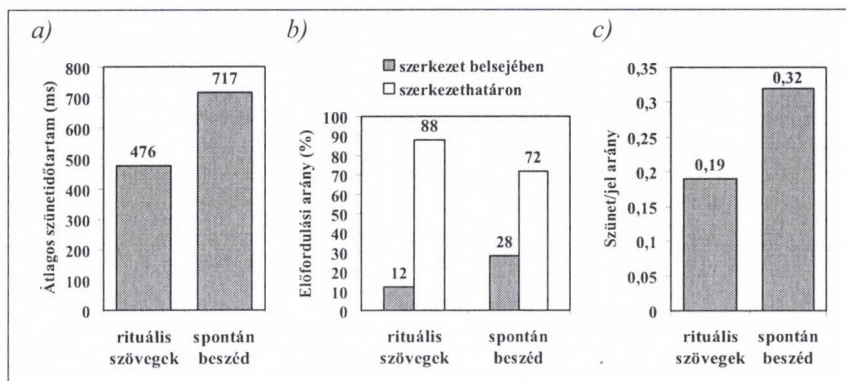 a)
Átlagos szünetidőtartam (ms)
800
700
600
500
400
300
200
100
0
476
717
rituális spontán
szövegek beszéd
b)
szerkezet belsejében
szerkezethatáron
Előfordulási arány (%)
100
90
80
70
60
50
40
30
20
10
0
12
88
28
72
rituális spontán
szövegek beszéd
c)
Szünet/jel arány
0,35
0,3
0,25
0,2
0,15
0,1
0,05
0
0,19
0,32
rituális spontán
szövegek beszéd